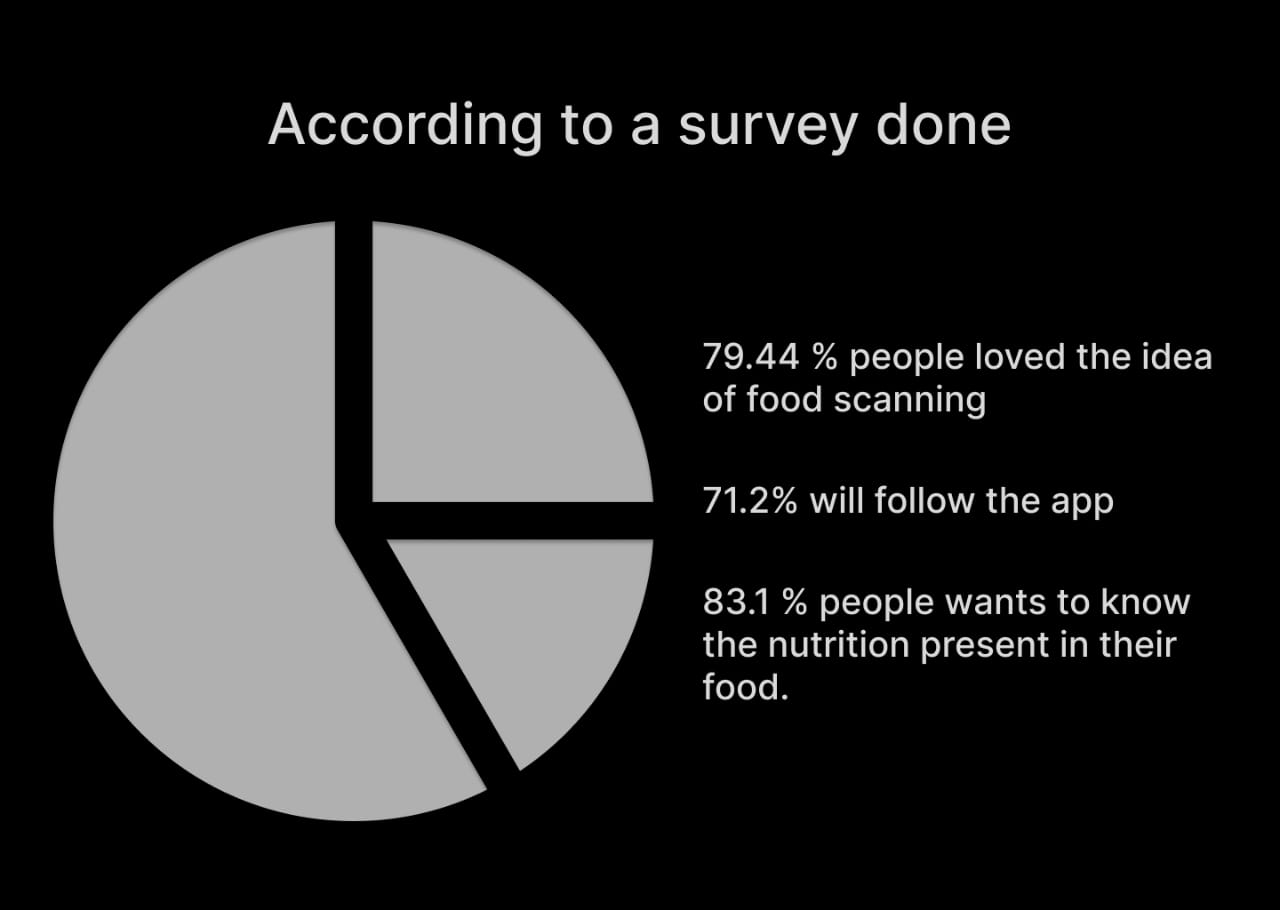 According to a survey done
79.44 % people loved the idea
of food scanning
71.2% will follow the app
83.1 % people wants to know
the nutrition present in their
food.